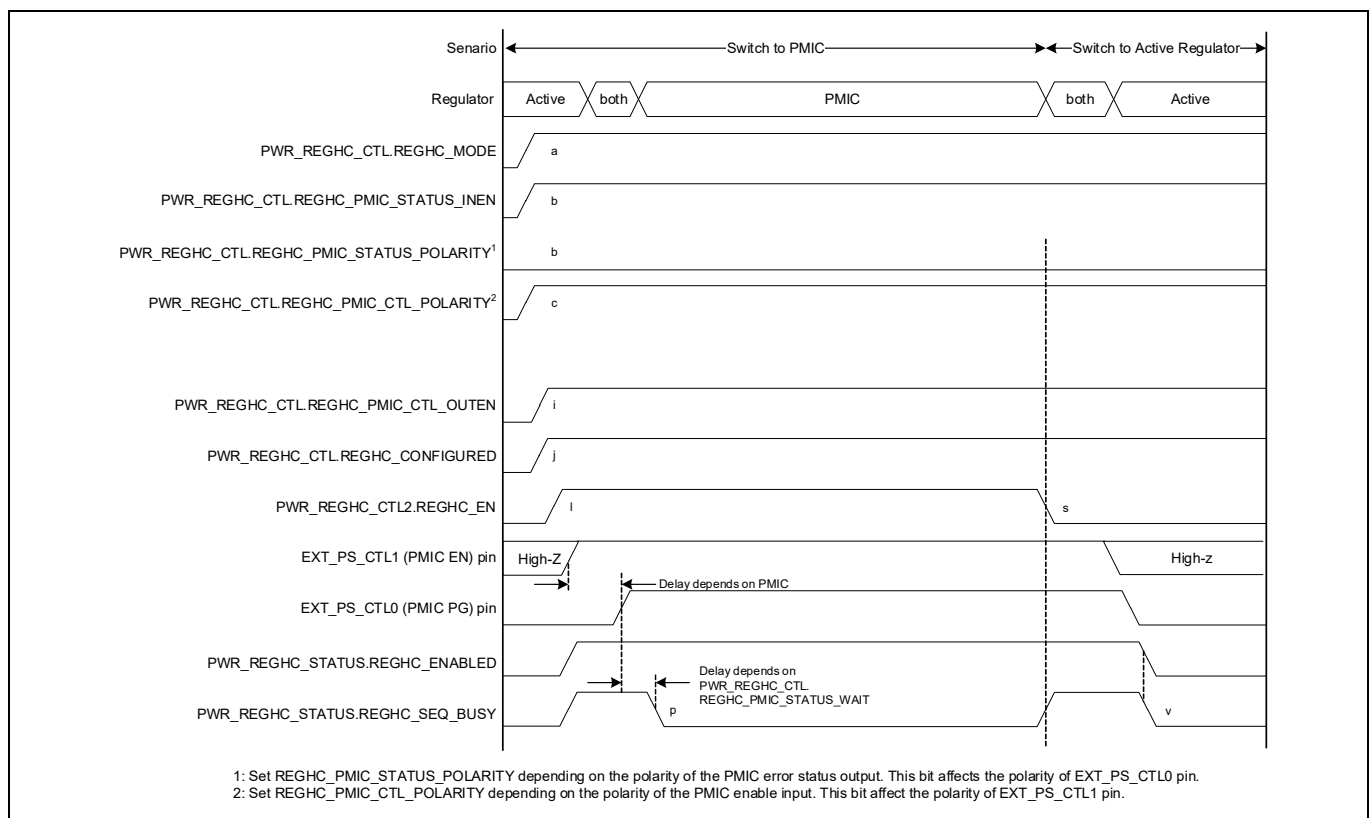 Senario Switch to PMIC Switch to Active Regulator
Regulator Active both PMIC both Active
PWR_REGHC_CTL.REGHC_MODE a
PWR_REGHC_CTL.REGHC_PMIC_STATUS_INEN b
PWR_REGHC_CTL.REGHC_PMIC_STATUS_POLARITY1 b
PWR_REGHC_CTL.REGHC_PMIC_CTL_POLARITY2 c
PWR_REGHC_CTL.REGHC_PMIC_CTL_OUTEN i
PWR_REGHC_CTL.REGHC_CONFIGURED j
PWR_REGHC_CTL2.REGHC_EN l s
EXT_PS_CTL1 (PMIC EN) pin High-Z High-z
Delay depends on PMIC
EXT_PS_CTL0 (PMIC PG) pin
PWR_REGHC_STATUS.REGHC_ENABLED
Delay depends on
PWR_REGHC_CTL.
REGHC_PMIC_STATUS_WAIT
PWR_REGHC_STATUS.REGHC_SEQ_BUSY p v
1: Set REGHC_PMIC_STATUS_POLARITY depending on the polarity of the PMIC error status output. This bit affects the polarity of EXT_PS_CTL0 pin.
2: Set REGHC_PMIC_CTL_POLARITY depending on the polarity of the PMIC enable input. This bit affect the polarity of EXT_PS_CTL1 pin.